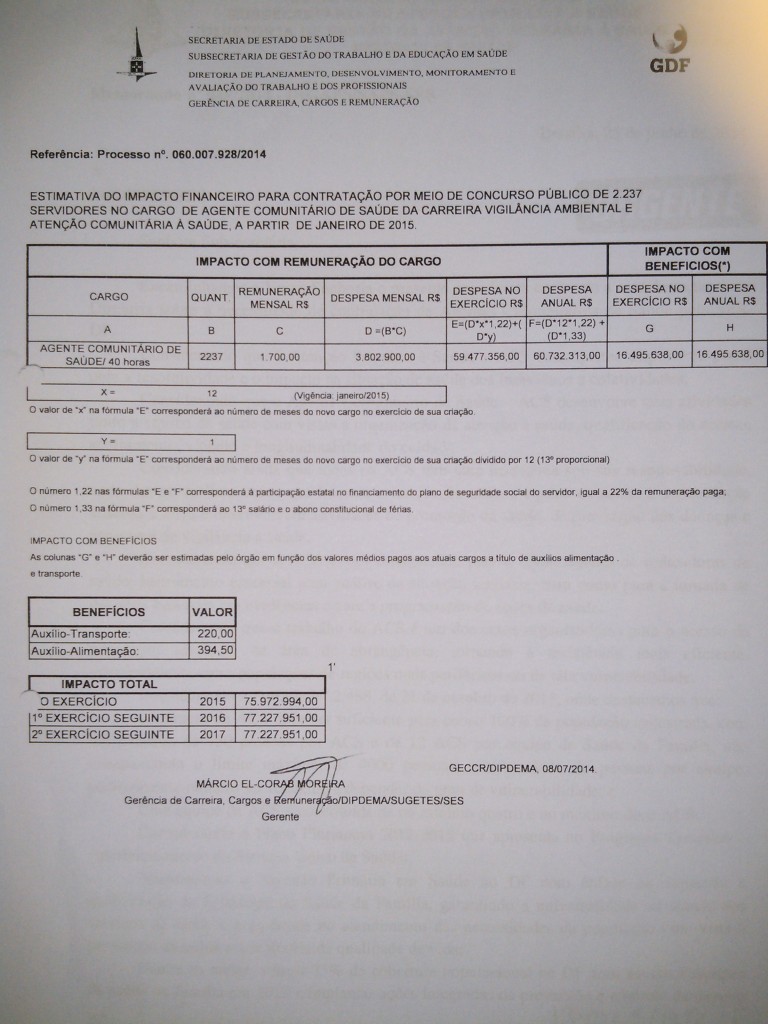 SECRETARIA DE ESTADO DE SAÚDE
SUBSECRETARIA DE GESTÃO DO TRABALHO E DA EDUCAÇÃO EM SAÚDE
DIRETORIA DE PLANEJAMENTO, DESENVOLVIMENTO, MONITORAMENTO E
AVALIAÇÃO DO TRABALHO E DOS PROFISSIONAIS
GERÊNCIA DE CARREIRA, CARGOS E REMUNERAÇÃO
GDF
Referência: Processo nº. 060.007.928/2014
ESTIMATIVA DO IMPACTO FINANCEIRO PARA CONTRATAÇÃO POR MEIO DE CONCURSO PÚBLICO DE 2.237
SERVIDORES NO CARGO DE AGENTE COMUNITÁRIO DE SAÚDE DA CARREIRA VIGILÂNCIA AMBIENTAL E
ATENÇÃO COMUNITÁRIA À SAÚDE, A PARTIR DE JANEIRO DE 2015.
IMPACTO COM REMUNERAÇÃO DO CARGO IMPACTO COM BENEFICIOS(*)
CARGO QUANT. REMUNERAÇÃO MENSAL R$ DESPESA MENSAL R$ DESPESA NO EXERCÍCIO R$ DESPESA ANUAL R$ DESPESA NO EXERCÍCIO R$ DESPESA ANUAL R$
A B C D =(B*C) E=(D*x*1,22)+( D*y) F=(D*12*1,22) + (D*1,33) G H
AGENTE COMUNITÁRIO DE SAÚDE/ 40 horas 2237 1.700,00 3.802.900,00 59.477.356,00 60.732.313,00 16.495.638,00 16.495.638,00
X = 12 (Vigência: janeiro/2015)
O valor de "x" na fórmula "E" corresponderá ao número de meses do novo cargo no exercício de sua criação.
Y = 1
O valor de "y" na fórmula "E" corresponderá ao número de meses do novo cargo no exercício de sua criação dividido por 12 (13º proporcional)
O número 1,22 nas fórmulas "E e "F" corresponderá á participação estatal no financiamento do plano de seguridade social do servidor, igual a 22% da remuneração paga;
O número 1,33 na fórmula "F" corresponderá ao 13º salário e o abono constitucional de férias.
IMPACTO COM BENEFÍCIOS
As colunas "G" e "H" deverão ser estimadas pelo órgão em função dos valores médios pagos aos atuais cargos a título de auxílios alimentação .
e transporte.
BENEFÍCIOS VALOR
Auxílio-Transporte: 220,00
Auxílio-Alimentação: 394,50
1'
IMPACTO TOTAL
O EXERCÍCIO 2015 75.972.994,00
1º EXERCÍCIO SEGUINTE 2016 77.227.951,00
2º EXERCÍCIO SEGUINTE 2017 77.227.951,00
GECCR/DIPDEMA, 08/07/2014.
MÁRCIO EL-CORAB MOREIRA
Gerência de Carreira, Cargos e Remuneração/DIPDEMA/SUGETES/SES
Gerente